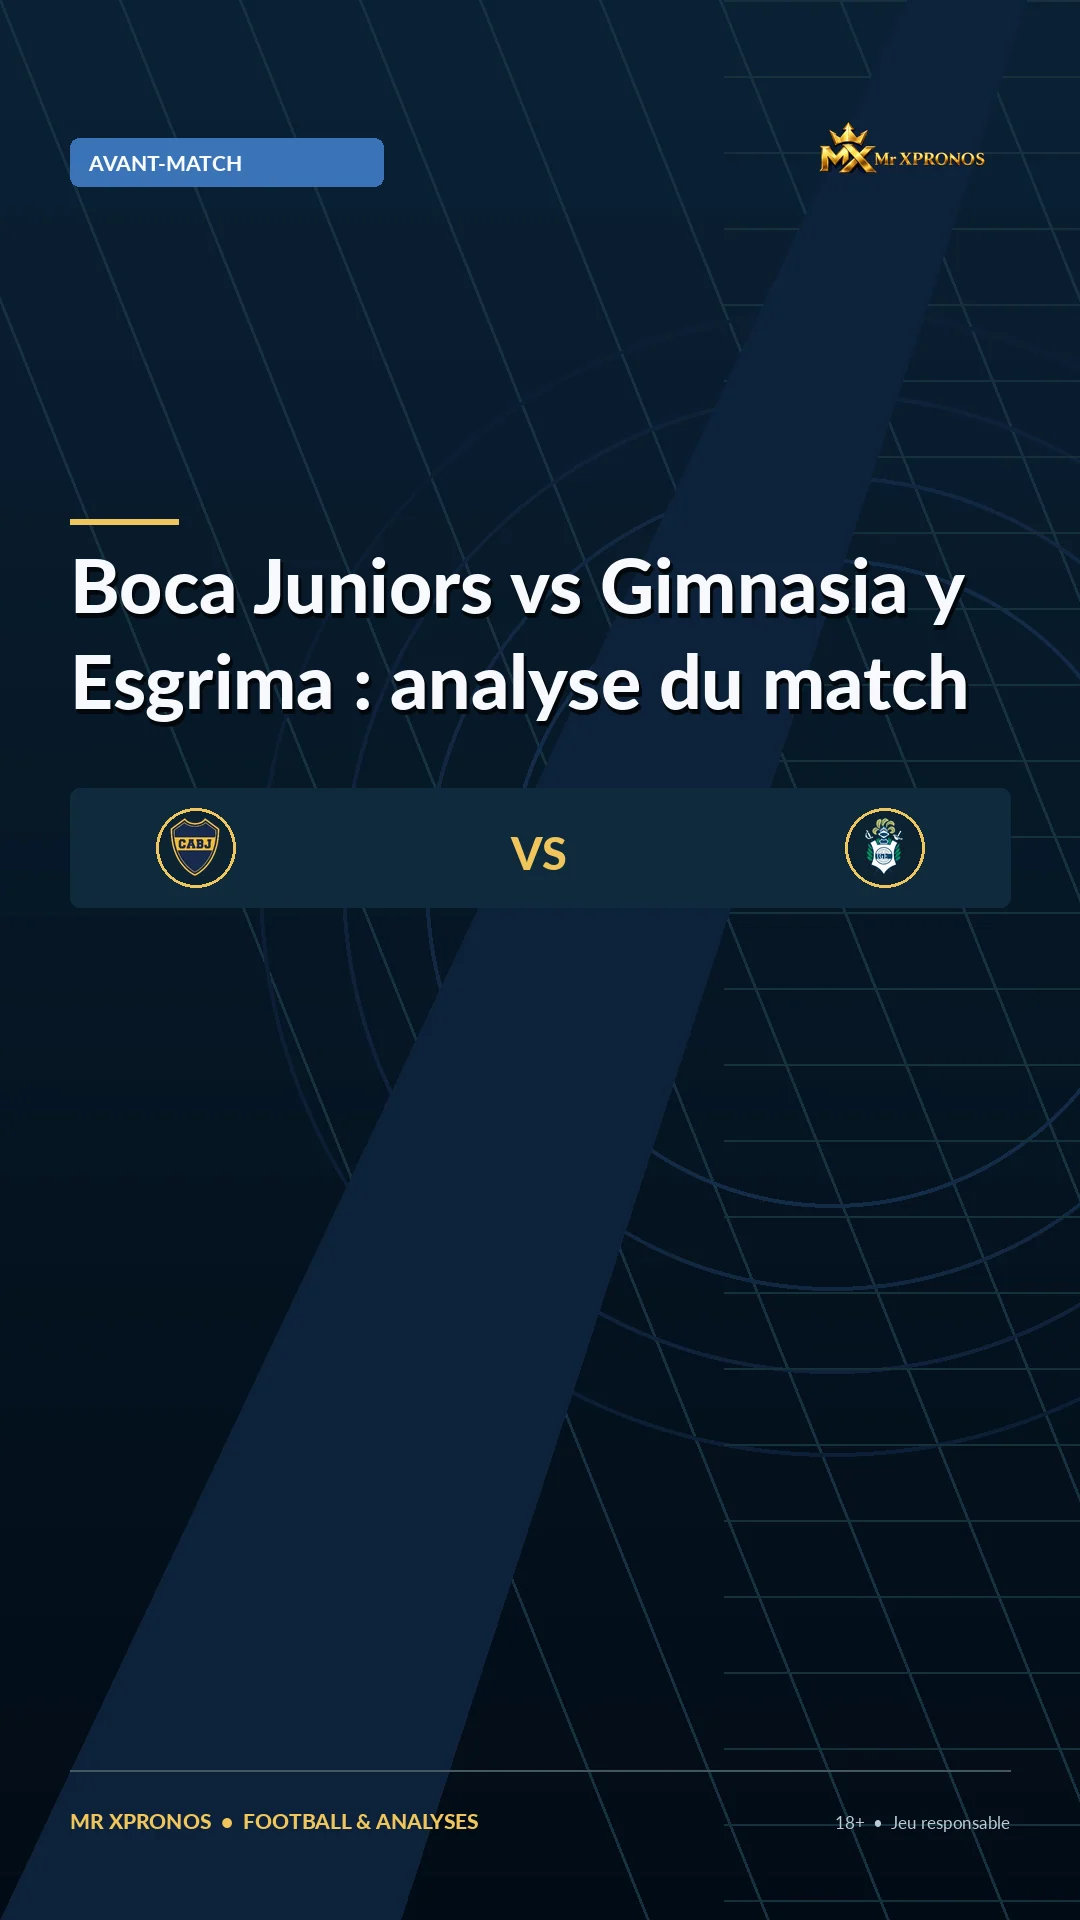 AVANT-MATCH
MX Mr XPRONOS
Boca Juniors vs Gimnasia y
Esgrima : analyse du match
CABJ
VS
MR XPRONOS ● FOOTBALL & ANALYSES
18+ ● Jeu responsable